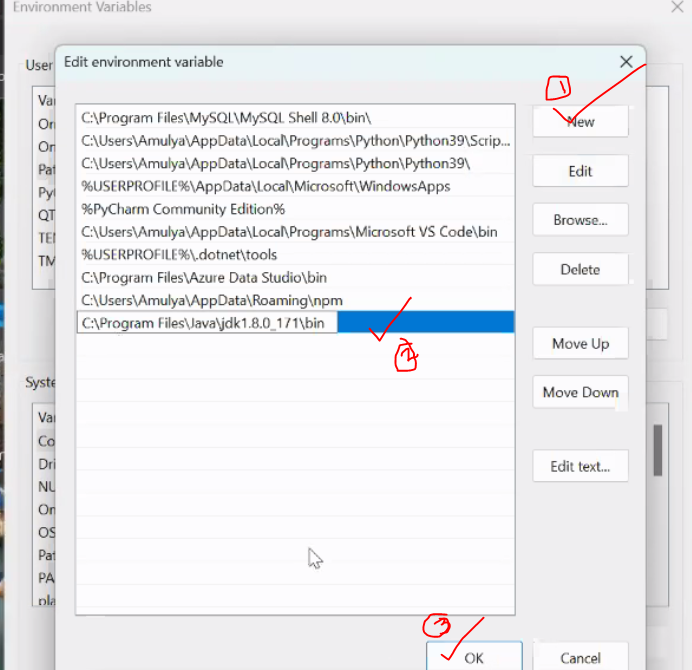 Environment Variables
User
Edit environment variable
1
C:\Program Files\MySQL\MySQL Shell 8.0\bin\
New
C:\Users\Amulya\AppData\Local\Programs\Python\Python39\Scrip...
C:\Users\Amulya\AppData\Local\Programs\Python\Python39\
Edit
%USERPROFILE%\AppData\Local\Microsoft\WindowsApps
%PyCharm Community Edition%
Browse...
C:\Users\Amulya\AppData\Local\Programs\Microsoft VS Code\bin
%USERPROFILE%\.dotnet\tools
Delete
C:\Program Files\Azure Data Studio\bin
C:\Users\Amulya\AppData\Roaming\npm
C:\Program Files\Java\jdk1.8.0_171\bin
2
Move Up
Move Down
Edit text...
Va
On
Pat
Py
QT
TE
TM
Syste
Va
Co
Dri
NU
On
OS
Pat
PA
pla
3
OK
Cancel